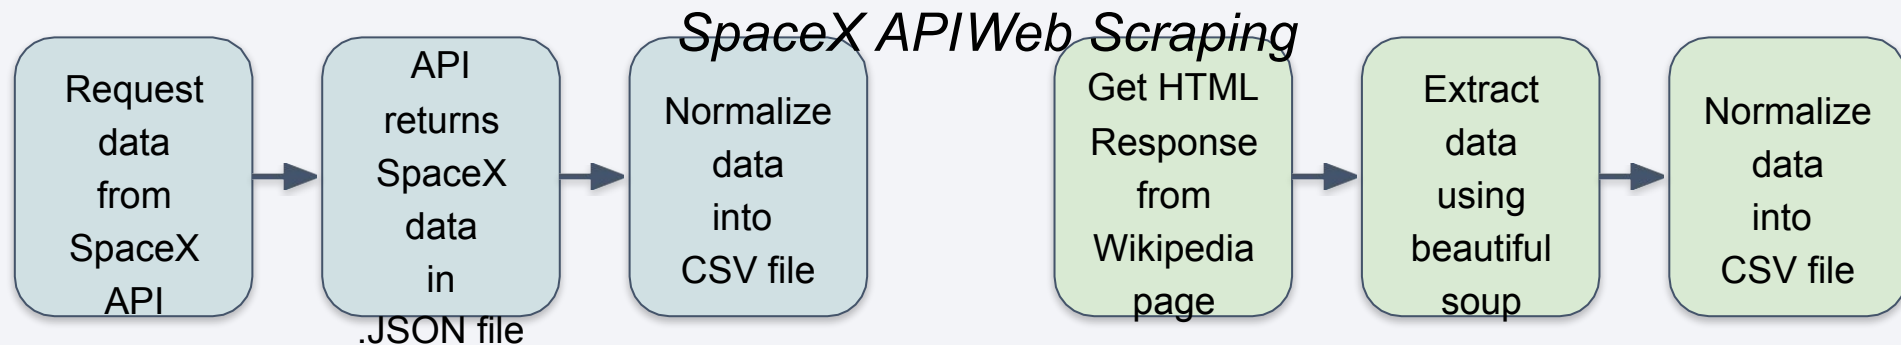 SpaceX APIWeb Scraping
Request
data
from
SpaceX
API
API
returns
SpaceX
data
in
.JSON file
Normalize
data
into
CSV file
Get HTML
Response
from
Wikipedia
page
Extract
data
using
beautiful
soup
Normalize
data
into
CSV file